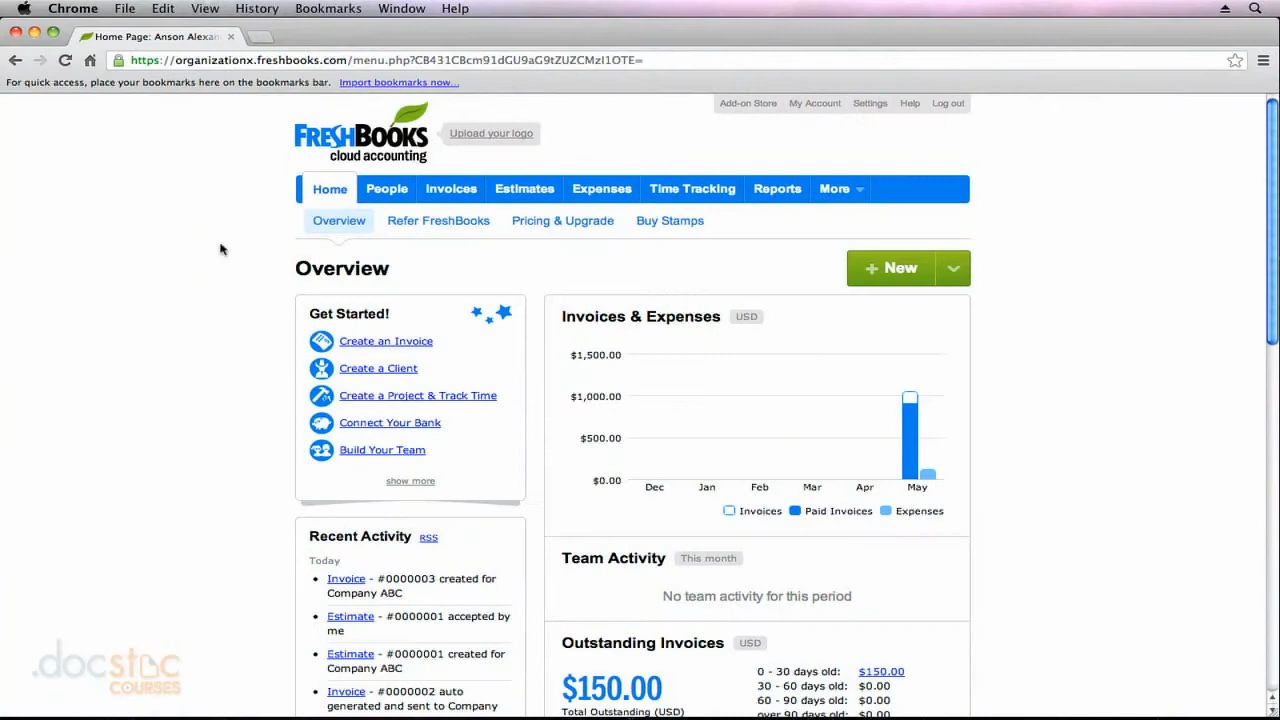 Chrome File Edit View History Bookmarks Window Help
Home Page: Anson Alexan
https://organizationx.freshbooks.com/menu.php?CB431CBcm91dGU9aG9tZUZCMzI1OTE=
For quick access, place your bookmarks here on the bookmarks bar. Import bookmarks now...
Add-on Store My Account Settings Help Log out
FRESHBOOKS
cloud accounting
Upload your logo
Home People Invoices Estimates Expenses Time Tracking Reports More
Overview Refer FreshBooks Pricing & Upgrade Buy Stamps
Overview
+ New
Get Started!
Create an Invoice
Create a Client
Create a Project & Track Time
Connect Your Bank
Build Your Team
show more
Recent Activity RSS
Today
• Invoice - #0000003 created for
Company ABC
• Estimate - #0000001 accepted by
me
• Estimate - #0000001 created for
Company ABC
• Invoice - #0000002 auto
generated and sent to Company
Invoices & Expenses USD
$1,500.00
$1,000.00
$500.00
$0.00
Dec Jan Feb Mar Apr May
Invoices Paid Invoices Expenses
Team Activity This month
No team activity for this period
Outstanding Invoices USD
$150.00
Total Outstanding (USD)
0 - 30 days old: $150.00
30 - 60 days old: $0.00
60 - 90 days old: $0.00
over 90 days old: $0.00
.docstoc
COURSES